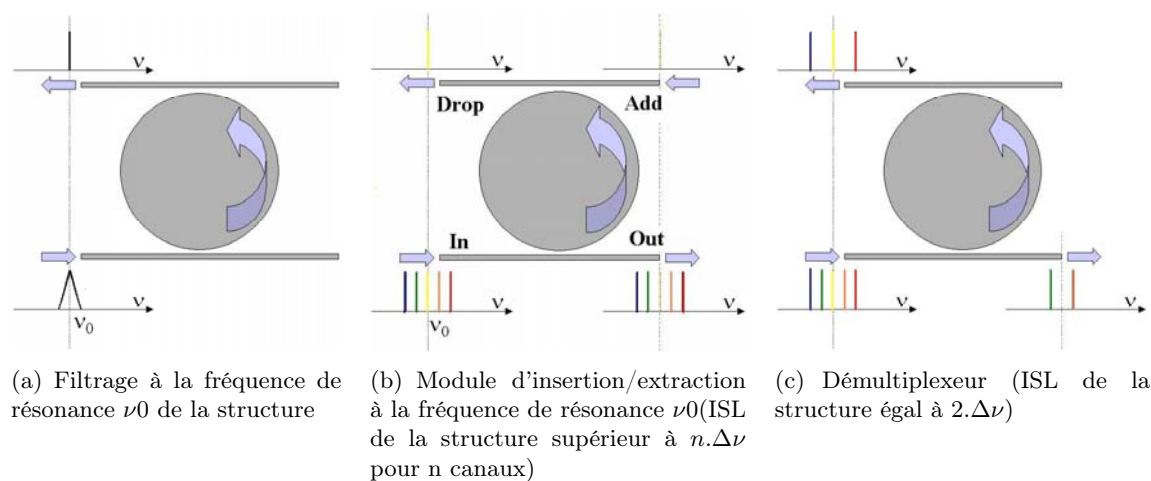 ν
ν
ν
ν
Drop
Add
In
Out
ν
ν0
ν
ν0
ν
ν
ν
(a) Filtrage à la fréquence de
résonance ν0 de la structure
(b) Module d'insertion/extraction
à la fréquence de résonance ν0(ISL
de la structure supérieur à n.Δν
pour n canaux)
(c) Démultiplexeur (ISL de la
structure égal à 2.Δν)